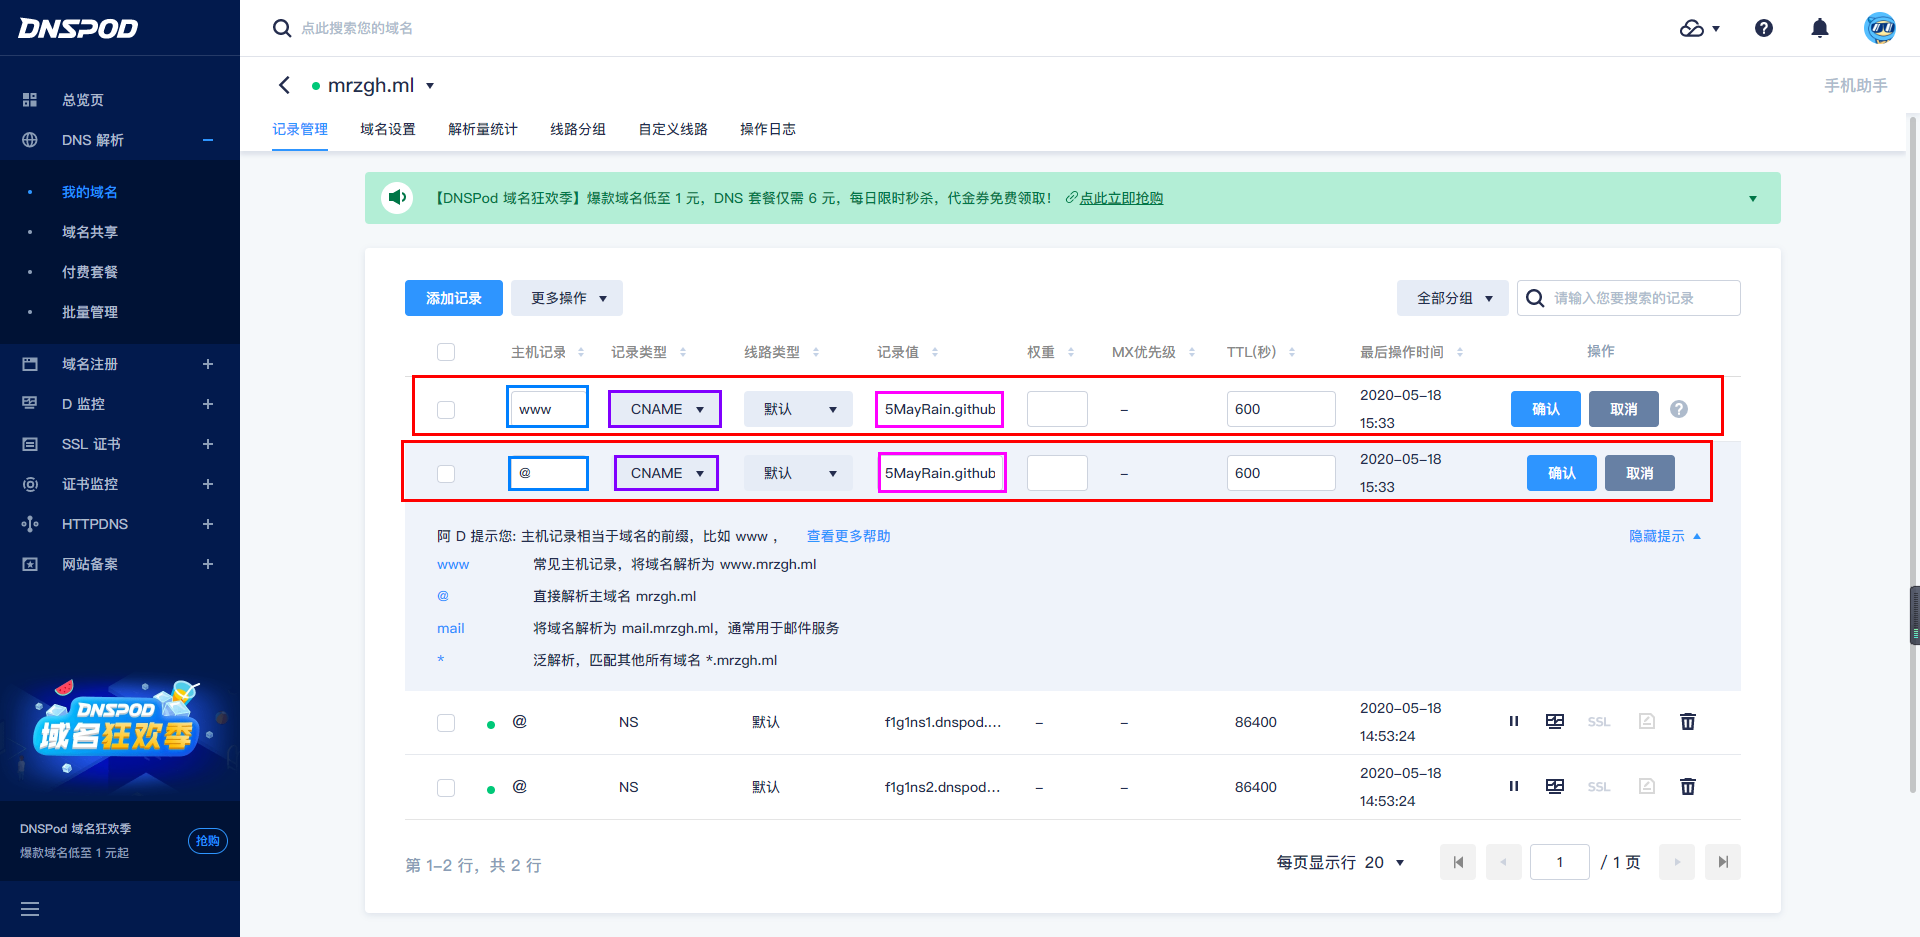 DNSPOD
点此搜索您的域名
mrzgh.ml
手机助手
总览页
DNS 解析
我的域名
域名共享
付费套餐
批量管理
域名注册
D 监控
SSL 证书
证书监控
HTTPDNS
网站备案
DNSPOD
域名狂欢季
DNSPod 域名狂欢季
爆款域名低至 1 元起
抢购
记录管理 域名设置 解析量统计 线路分组 自定义线路 操作日志
【DNSPod 域名狂欢季】爆款域名低至 1 元，DNS 套餐仅需 6 元，每日限时秒杀，代金券免费领取！ 点此立即抢购
添加记录 更多操作 全部分组 请输入您要搜索的记录
主机记录 记录类型 线路类型 记录值 权重 MX优先级 TTL(秒) 最后操作时间 操作
www CNAME 默认 5MayRain.github – 600 2020-05-18 15:33 确认 取消 ?
@ CNAME 默认 5MayRain.github – 600 2020-05-18 15:33 确认 取消
阿 D 提示您: 主机记录相当于域名的前缀，比如 www ， 查看更多帮助 隐藏提示
www 常见主机记录，将域名解析为 www.mrzgh.ml
@ 直接解析主域名 mrzgh.ml
mail 将域名解析为 mail.mrzgh.ml，通常用于邮件服务
* 泛解析，匹配其他所有域名 *.mrzgh.ml
@ NS 默认 f1g1ns1.dnspod.... – – 86400 2020-05-18 14:53:24 SSL
@ NS 默认 f1g1ns2.dnspod... – – 86400 2020-05-18 14:53:24 SSL
第 1-2 行，共 2 行 每页显示行 20 1 / 1 页